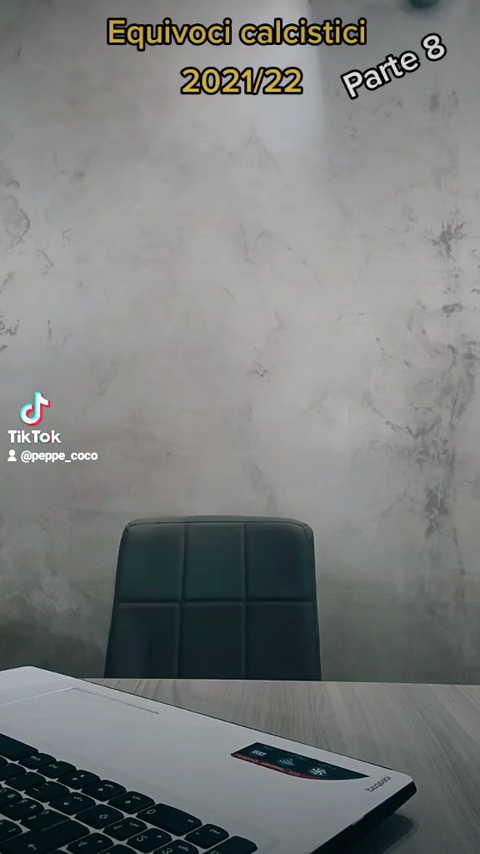 Equivoci calcistici
2021/22
Parte 8
TikTok
@peppe_coco